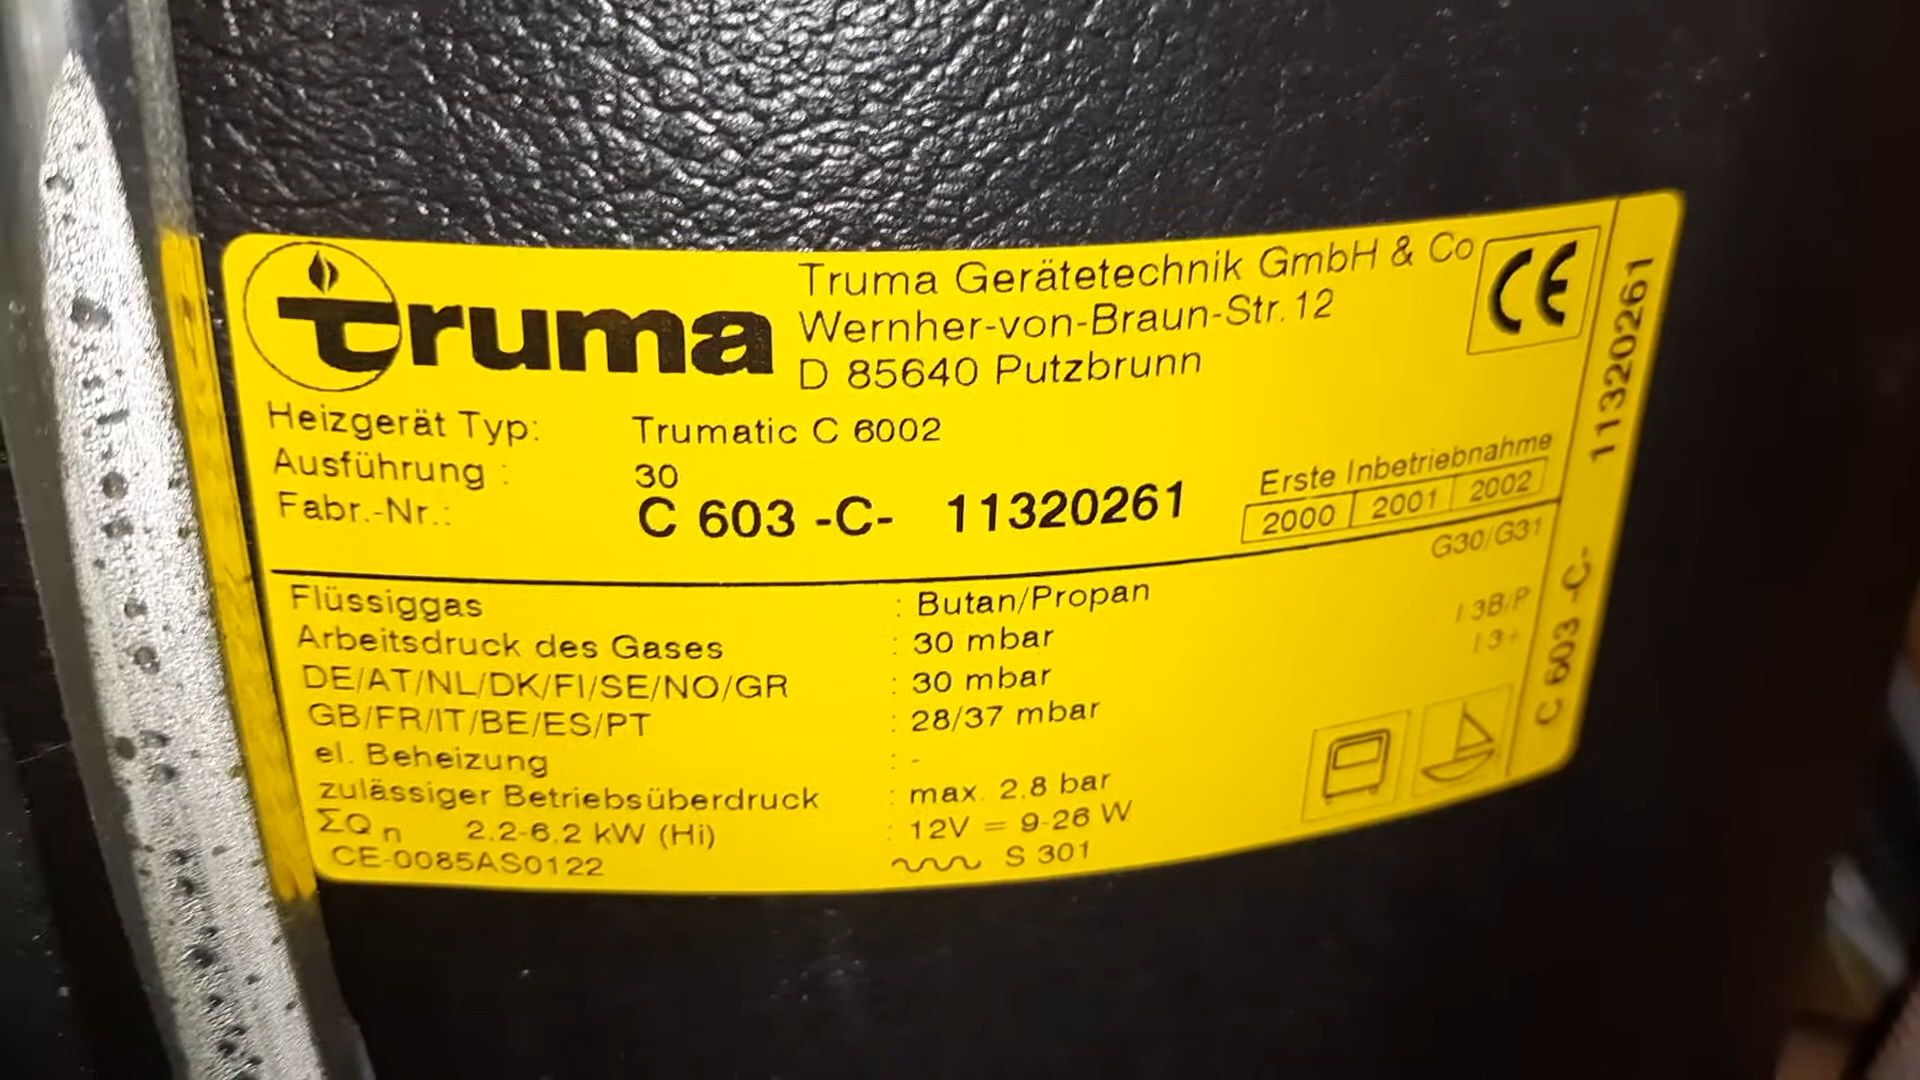 truma
Truma Gerätetechnik GmbH & Co
Wernher-von-Braun-Str. 12
D 85640 Putzbrunn
CE
Heizgerät Typ: Trumatic C 6002
Ausführung : 30
Fabr.-Nr.: C 603 -C- 11320261
Erste Inbetriebnahme
2000 2001 2002
Flüssiggas : Butan/Propan G30/G31
Arbeitsdruck des Gases : 30 mbar I 3B/P
DE/AT/NL/DK/FI/SE/NO/GR : 30 mbar I 3+
GB/FR/IT/BE/ES/PT : 28/37 mbar
el. Beheizung : -
zulässiger Betriebsüberdruck : max. 2.8 bar
ΣQn 2.2-6.2 kW (Hi) : 12V = 9-26 W
CE-0085AS0122 S 301
C 603 -C- 11320261